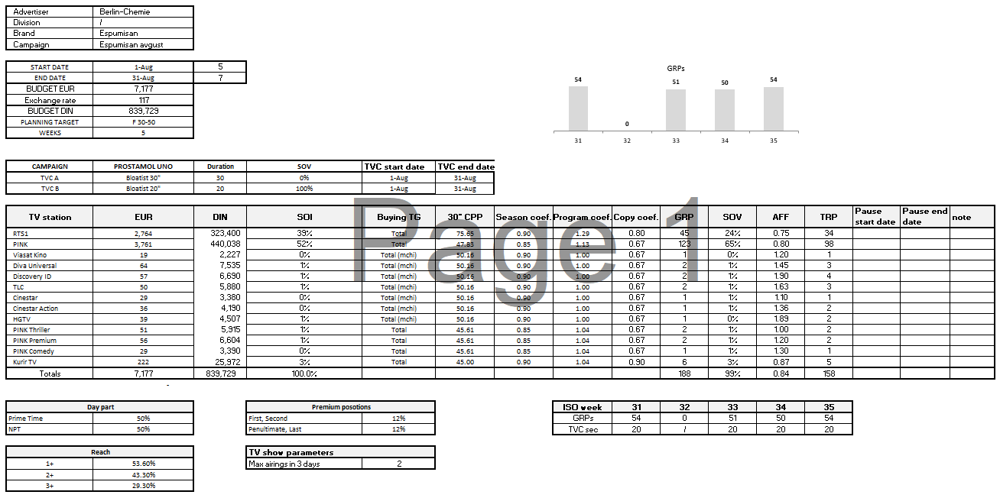 Advertiser Berlin-Chemie
Division /
Brand Espumisan
Campaign Espumisan avgust
START DATE 1-Aug 5
END DATE 31-Aug 7
BUDGET EUR 7,177
Exchange rate 117
BUDGET DIN 839,729
PLANNING TARGET F 30-50
WEEKS 5
GRPs
54 0 51 50 54
31 32 33 34 35
CAMPAIGN PROSTAMOL UNO Duration SOV TVC start date TVC end date
TVC A Bloatist 30" 30 0% 1-Aug 31-Aug
TVC B Bloatist 20" 20 100% 1-Aug 31-Aug
Page 1
TV station EUR DIN SOI Buying TG 30" CPP Season coef. Program coef. Copy coef. GRP SOV AFF TRP Pause start date Pause end date note
RTS1 2,764 323,400 39% Total 75.65 0.90 1.29 0.80 45 24% 0.75 34
PINK 3,761 440,038 52% Total 47.83 0.85 1.13 0.67 123 65% 0.80 98
Viasat Kino 19 2,227 0% Total (mchi) 50.16 0.90 1.00 0.67 1 0% 1.20 1
Diva Universal 64 7,535 1% Total (mchi) 50.16 0.90 1.00 0.67 2 1% 1.45 3
Discovery ID 57 6,690 1% Total (mchi) 50.16 0.90 1.00 0.67 2 1% 1.90 4
TLC 50 5,880 1% Total (mchi) 50.16 0.90 1.00 0.67 2 1% 1.63 3
Cinestar 29 3,380 0% Total (mchi) 50.16 0.90 1.00 0.67 1 1% 1.10 1
Cinestar Action 36 4,190 0% Total (mchi) 50.16 0.90 1.00 0.67 1 1% 1.36 2
HGTV 39 4,507 1% Total (mchi) 50.16 0.90 1.00 0.67 1 0% 1.89 2
PINK Thriller 51 5,915 1% Total 45.61 0.85 1.04 0.67 2 1% 1.00 2
PINK Premium 56 6,604 1% Total 45.61 0.85 1.04 0.67 2 1% 1.20 2
PINK Comedy 29 3,390 0% Total 45.61 0.85 1.04 0.67 1 1% 1.30 1
Kurir TV 222 25,972 3% Total 45.00 0.90 1.04 0.90 6 3% 0.87 5
Totals 7,177 839,729 100.0% 188 99% 0.84 158
-
Day part
Prime Time 50%
NPT 50%
Premium posotions
First, Second 12%
Penultimate, Last 12%
ISO week 31 32 33 34 35
GRPs 54 0 51 50 54
TVC sec 20 / 20 20 20
Reach
1+ 53.60%
2+ 43.30%
3+ 29.30%
TV show parameters
Max airings in 3 days 2